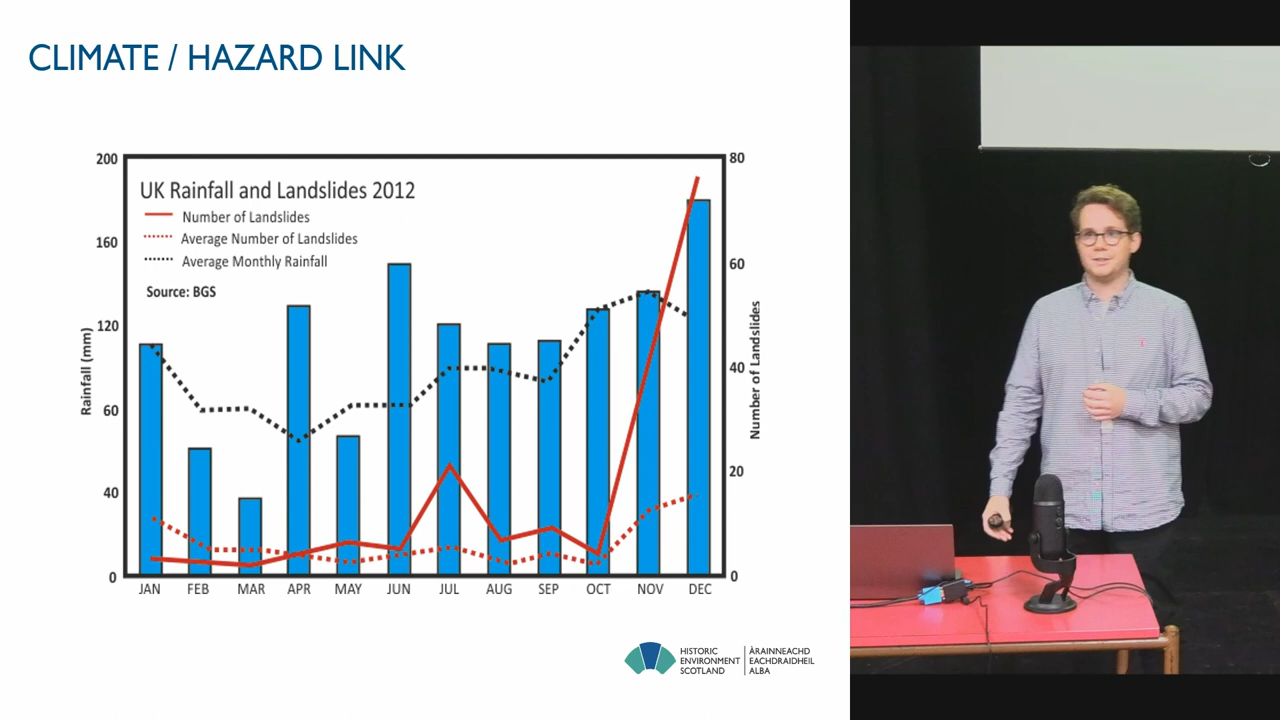 CLIMATE / HAZARD LINK
UK Rainfall and Landslides 2012
Number of Landslides
Average Number of Landslides
Average Monthly Rainfall
Source: BGS
200
160
120
60
40
0
Rainfall (mm)
80
60
40
20
0
Number of Landslides
JAN FEB MAR APR MAY JUN JUL AUG SEP OCT NOV DEC
HISTORIC
ENVIRONMENT
SCOTLAND
ÀRAINNEACHD
EACHDRAIDHEIL
ALBA